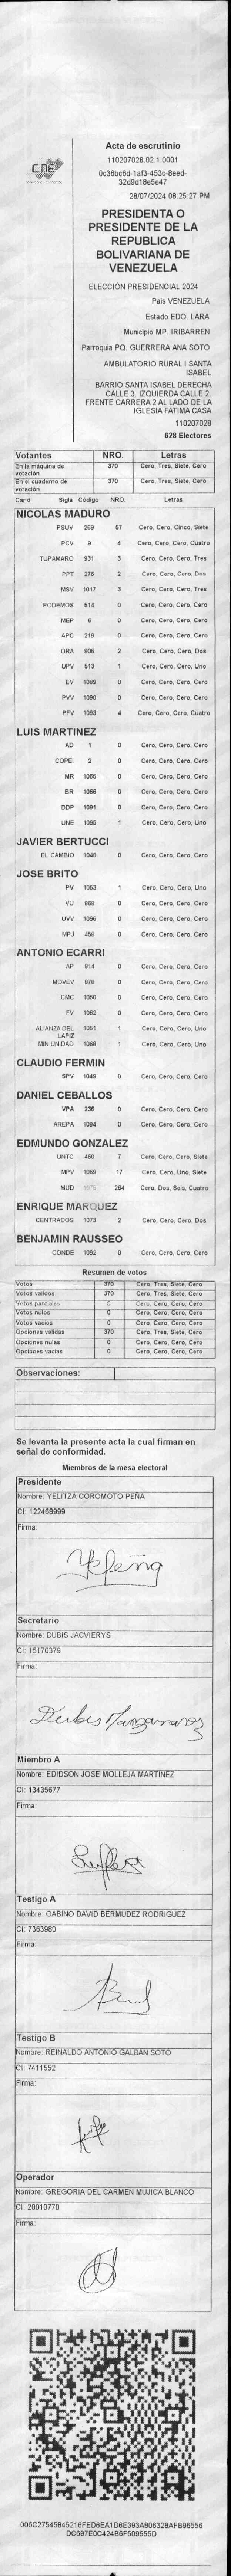 CNE
Acta de escrutinio
110207028.02.1.0001
0c36bc6d-1af3-453c-8eed-
32d9d18e5e47
28/07/2024 08:25:27 PM
PRESIDENTA O
PRESIDENTE DE LA
REPUBLICA
BOLIVARIANA DE
VENEZUELA
ELECCIÓN PRESIDENCIAL 2024
Pais VENEZUELA
Estado EDO. LARA
Municipio MP. IRIBARREN
Parroquia PQ. GUERRERA ANA SOTO
AMBULATORIO RURAL I SANTA
ISABEL
BARRIO SANTA ISABEL DERECHA
CALLE 3. IZQUIERDA CALLE 2.
FRENTE CARRERA 2 AL LADO DE LA
IGLESIA FATIMA CASA
110207028
628 Electores
Votantes NRO. Letras
En la máquina de votación 370 Cero, Tres, Siete, Cero
En el cuaderno de votación 370 Cero, Tres, Siete, Cero
Cand. Sigla Código NRO. Letras
NICOLAS MADURO
PSUV 269 57 Cero, Cero, Cinco, Siete
PCV 9 4 Cero, Cero, Cero, Cuatro
TUPAMARO 931 3 Cero, Cero, Cero, Tres
PPT 276 2 Cero, Cero, Cero, Dos
MSV 1017 3 Cero, Cero, Cero, Tres
PODEMOS 514 0 Cero, Cero, Cero, Cero
MEP 6 0 Cero, Cero, Cero, Cero
APC 219 0 Cero, Cero, Cero, Cero
ORA 906 2 Cero, Cero, Cero, Dos
UPV 513 1 Cero, Cero, Cero, Uno
EV 1089 0 Cero, Cero, Cero, Cero
PVV 1090 0 Cero, Cero, Cero, Cero
PFV 1093 4 Cero, Cero, Cero, Cuatro
LUIS MARTINEZ
AD 1 0 Cero, Cero, Cero, Cero
COPEI 2 0 Cero, Cero, Cero, Cero
MR 1065 0 Cero, Cero, Cero, Cero
BR 1066 0 Cero, Cero, Cero, Cero
DDP 1091 0 Cero, Cero, Cero, Cero
UNE 1095 1 Cero, Cero, Cero, Uno
JAVIER BERTUCCI
EL CAMBIO 1048 0 Cero, Cero, Cero, Cero
JOSE BRITO
PV 1053 1 Cero, Cero, Cero, Uno
VU 868 0 Cero, Cero, Cero, Cero
UVV 1096 0 Cero, Cero, Cero, Cero
MPJ 458 0 Cero, Cero, Cero, Cero
ANTONIO ECARRI
AP 814 0 Cero, Cero, Cero, Cero
MOVEV 878 0 Cero, Cero, Cero, Cero
CMC 1050 0 Cero, Cero, Cero, Cero
FV 1062 0 Cero, Cero, Cero, Cero
ALIANZA DEL LAPIZ 1051 1 Cero, Cero, Cero, Uno
MIN UNIDAD 1068 1 Cero, Cero, Cero, Uno
CLAUDIO FERMIN
SPV 1049 0 Cero, Cero, Cero, Cero
DANIEL CEBALLOS
VPA 238 0 Cero, Cero, Cero, Cero
AREPA 1094 0 Cero, Cero, Cero, Cero
EDMUNDO GONZALEZ
UNTC 460 7 Cero, Cero, Cero, Siete
MPV 1069 17 Cero, Cero, Uno, Siete
MUD 264 Cero, Dos, Seis, Cuatro
ENRIQUE MARQUEZ
CENTRADOS 1073 2 Cero, Cero, Cero, Dos
BENJAMIN RAUSSEO
CONDE 1092 0 Cero, Cero, Cero, Cero
Resumen de votos
Votos 370 Cero, Tres, Siete, Cero
Votos validos 370 Cero, Tres, Siete, Cero
Votos parciales 0 Cero, Cero, Cero, Cero
Votos nulos 0 Cero, Cero, Cero, Cero
Votos vacios 0 Cero, Cero, Cero, Cero
Opciones validas 370 Cero, Tres, Siete, Cero
Opciones nulas 0 Cero, Cero, Cero, Cero
Opciones vacias 0 Cero, Cero, Cero, Cero
Observaciones:
Se levanta la presente acta la cual firman en
señal de conformidad.
Miembros de la mesa electoral
Presidente
Nombre: YELITZA COROMOTO PEÑA
CI: 122468999
Firma:
Yepeña
Secretario
Nombre: DUBIS JACVIERYS
CI: 15170379
Firma:
Dubis Manzanarez
Miembro A
Nombre: EDIDSON JOSE MOLLEJA MARTINEZ
CI: 13435677
Firma:
Testigo A
Nombre: GABINO DAVID BERMUDEZ RODRIGUEZ
CI: 7363980
Firma:
Testigo B
Nombre: REINALDO ANTONIO GALBAN SOTO
CI: 7411552
Firma:
Operador
Nombre: GREGORIA DEL CARMEN MUJICA BLANCO
CI: 20010770
Firma:
006C27545845216FED6EA1D6E393A80632BAFB96556
DC697E0C424B6F509555D